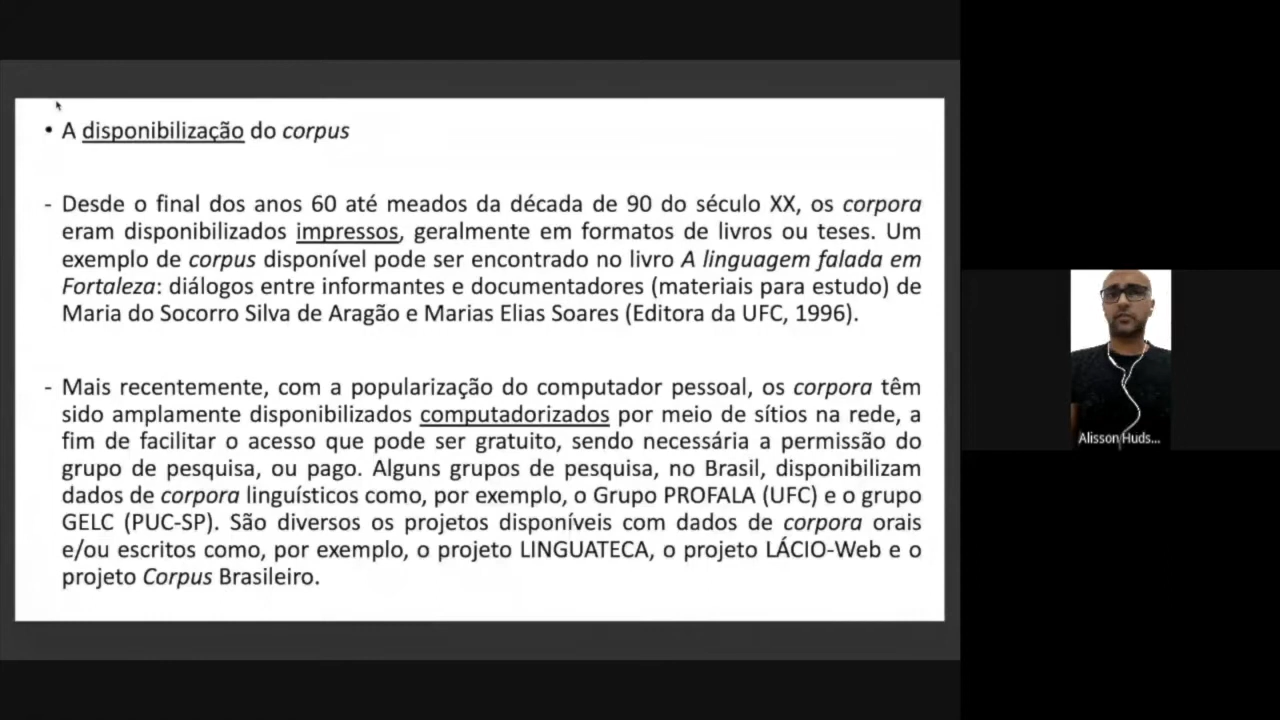 • A disponibilização do corpus
- Desde o final dos anos 60 até meados da década de 90 do século XX, os corpora
eram disponibilizados impressos, geralmente em formatos de livros ou teses. Um
exemplo de corpus disponível pode ser encontrado no livro A linguagem falada em
Fortaleza: diálogos entre informantes e documentadores (materiais para estudo) de
Maria do Socorro Silva de Aragão e Marias Elias Soares (Editora da UFC, 1996).
- Mais recentemente, com a popularização do computador pessoal, os corpora têm
sido amplamente disponibilizados computadorizados por meio de sítios na rede, a
fim de facilitar o acesso que pode ser gratuito, sendo necessária a permissão do
grupo de pesquisa, ou pago. Alguns grupos de pesquisa, no Brasil, disponibilizam
dados de corpora linguísticos como, por exemplo, o Grupo PROFALA (UFC) e o grupo
GELC (PUC-SP). São diversos os projetos disponíveis com dados de corpora orais
e/ou escritos como, por exemplo, o projeto LINGUATECA, o projeto LÁCIO-Web e o
projeto Corpus Brasileiro.
Alisson Huds...